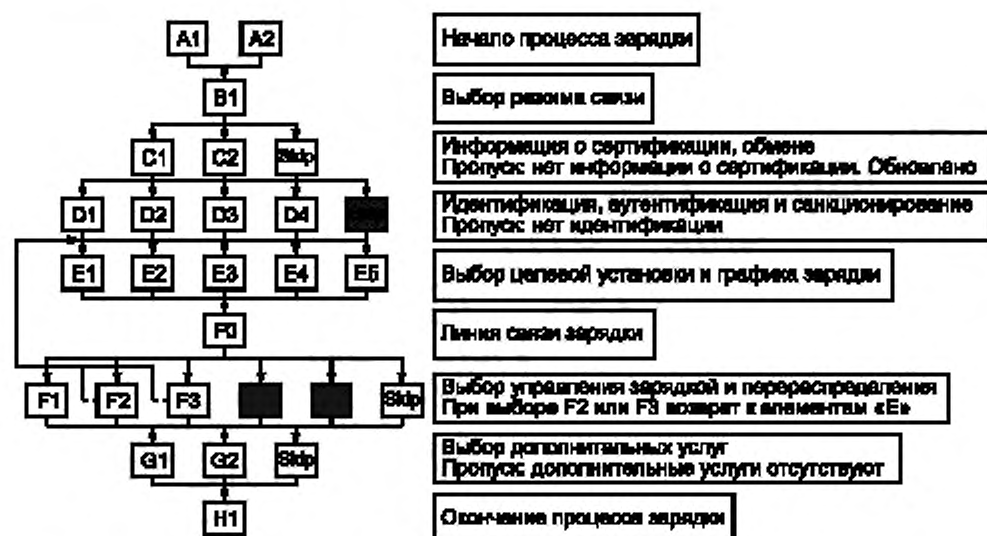 A1 A2
Начало процесса зарядли
B1
Выбор режима связи
C1 C2 Skip
Информация о сертификации, обмене
Пропуск: нет информации о сертификации. Обновлано
D1 D2 D3 D4
Идентификация, аутентификация и санкционирование
Пропуск: нет идентификации
E1 E2 E3 E4 E5
Выбор целевой установки и графика зарядли
F0
Линия связи зарядки
F1 F2 F3 Skip
Выбор управления зарядкой и перераспределения
При выборе F2 или F3 возврат к элементам «Е»
G1 G2 Skip
Выбор дополнительных услуг
Пропуск: дополнительные услуги отсутствуют
H1
Окончание процесса зарядки